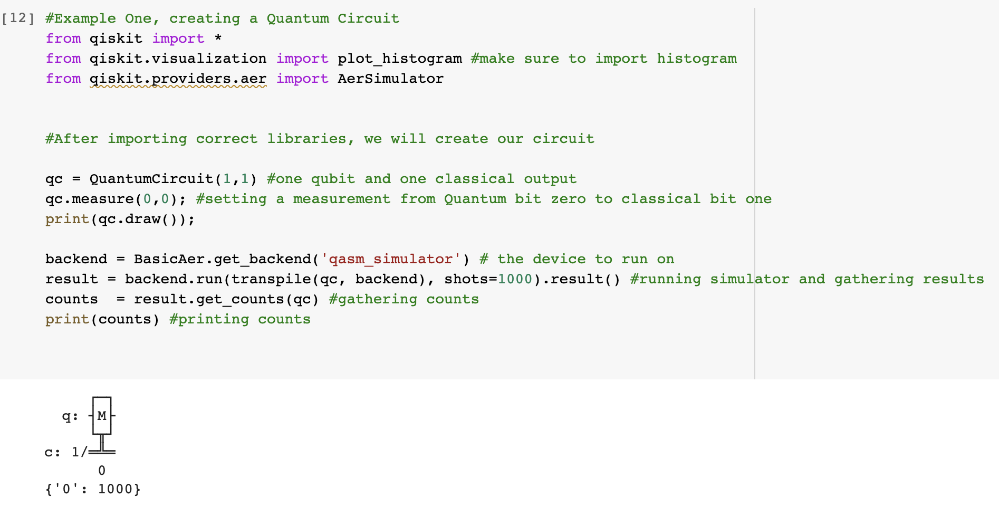 [12] #Example One, creating a Quantum Circuit
from qiskit import *
from qiskit.visualization import plot_histogram #make sure to import histogram
from qiskit.providers.aer import AerSimulator
#After importing correct libraries, we will create our circuit
qc = QuantumCircuit(1,1) #one qubit and one classical output
qc.measure(0,0); #setting a measurement from Quantum bit zero to classical bit one
print(qc.draw());
backend = BasicAer.get_backend('qasm_simulator') # the device to run on
result = backend.run(transpile(qc, backend), shots=1000).result() #running simulator and gathering results
counts  = result.get_counts(qc) #gathering counts
print(counts) #printing counts
q: M
c: 1/
0
{'0': 1000}